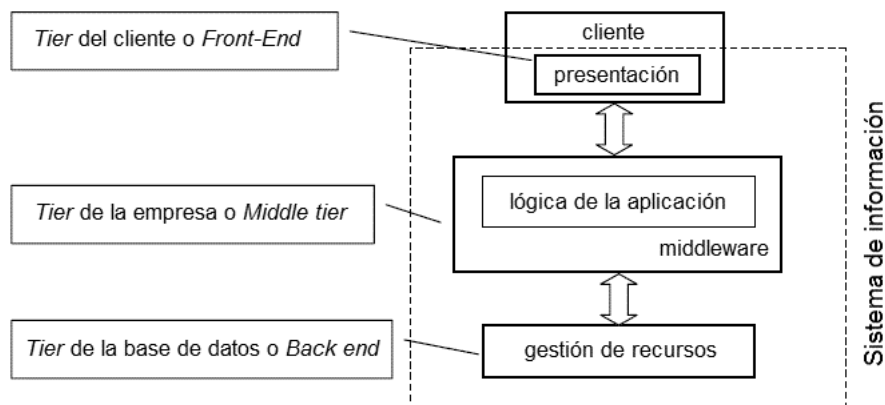 Tier del cliente o Front-End
cliente
presentación
Tier de la empresa o Middle tier
lógica de la aplicación
middleware
Tier de la base de datos o Back end
gestión de recursos
Sistema de información